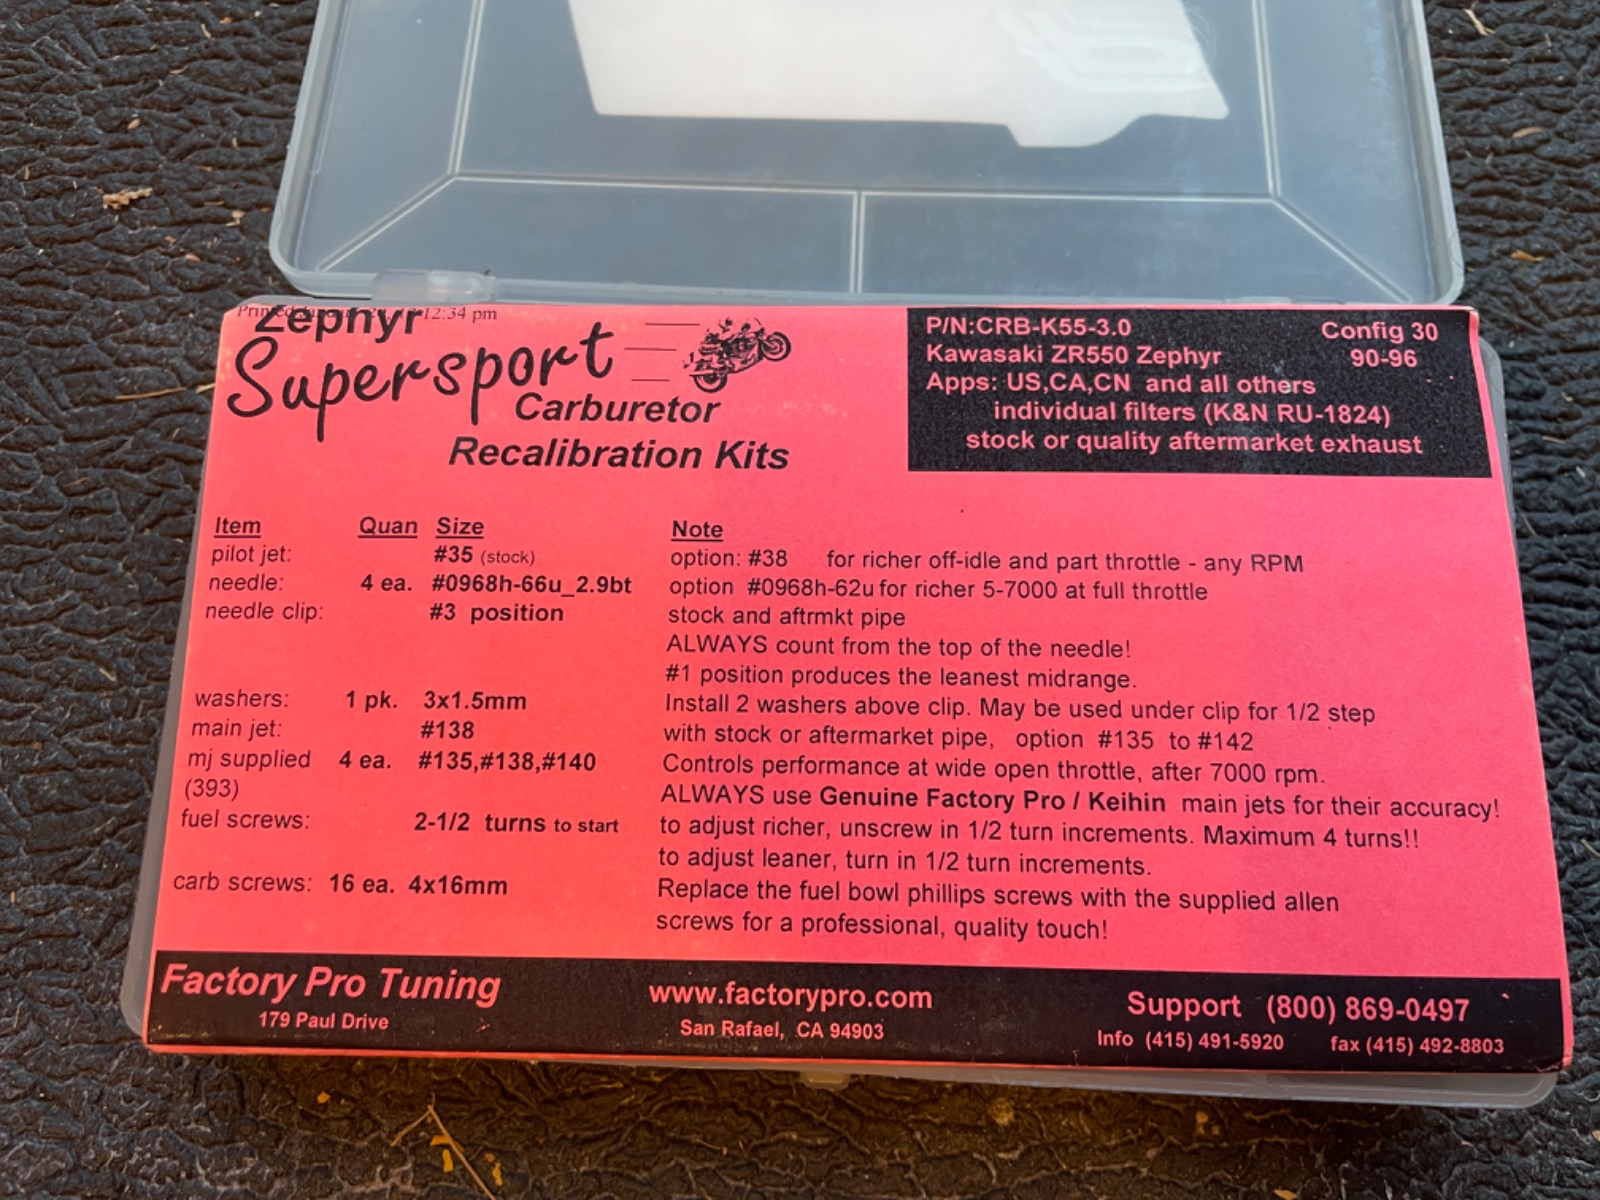 12:34 pm
Zephyr
Supersport
Carburetor
Recalibration Kits
P/N:CRB-K55-3.0 Config 30
Kawasaki ZR550 Zephyr 90-96
Apps: US,CA,CN and all others
individual filters (K&N RU-1824)
stock or quality aftermarket exhaust
Item Quan Size Note
pilot jet: #35 (stock) option: #38 for richer off-idle and part throttle - any RPM
needle: 4 ea. #0968h-66u_2.9bt option #0968h-62u for richer 5-7000 at full throttle
needle clip: #3 position stock and aftrmkt pipe
ALWAYS count from the top of the needle!
#1 position produces the leanest midrange.
washers: 1 pk. 3x1.5mm Install 2 washers above clip. May be used under clip for 1/2 step
main jet: #138 with stock or aftermarket pipe, option #135 to #142
mj supplied 4 ea. #135,#138,#140 Controls performance at wide open throttle, after 7000 rpm.
(393) ALWAYS use Genuine Factory Pro / Keihin main jets for their accuracy!
fuel screws: 2-1/2 turns to start to adjust richer, unscrew in 1/2 turn increments. Maximum 4 turns!!
to adjust leaner, turn in 1/2 turn increments.
carb screws: 16 ea. 4x16mm Replace the fuel bowl phillips screws with the supplied allen
screws for a professional, quality touch!
Factory Pro Tuning www.factorypro.com Support (800) 869-0497
179 Paul Drive San Rafael, CA 94903 Info (415) 491-5920 fax (415) 492-8803